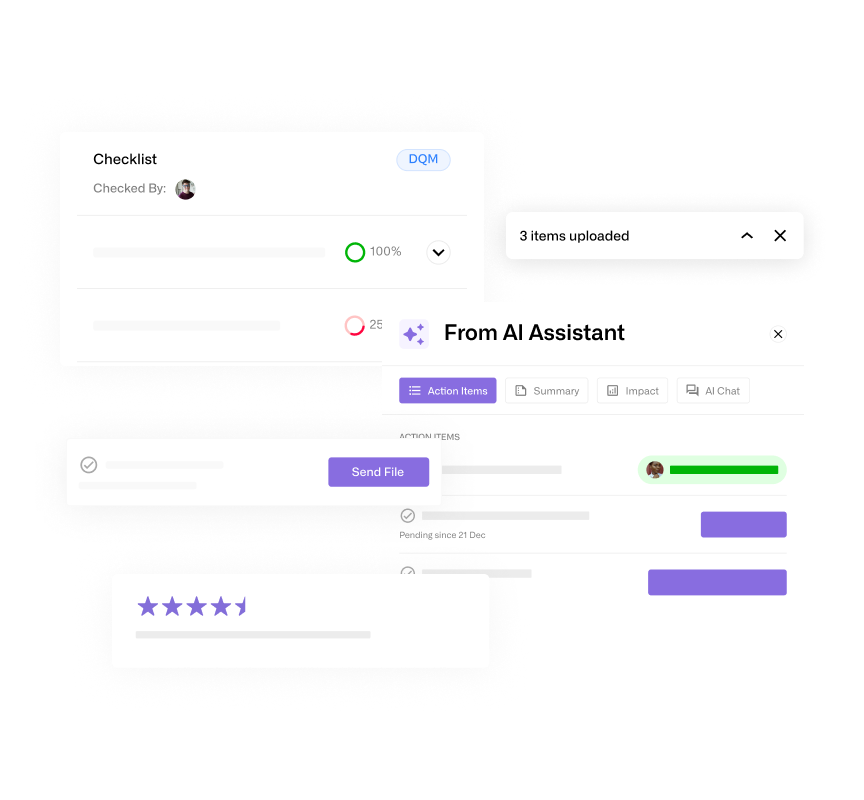 Checklist
DQM
Checked By:
100%
25
3 items uploaded
From AI Assistant
Action Items
Summary
Impact
AI Chat
ACTION ITEMS
Send File
Pending since 21 Dec